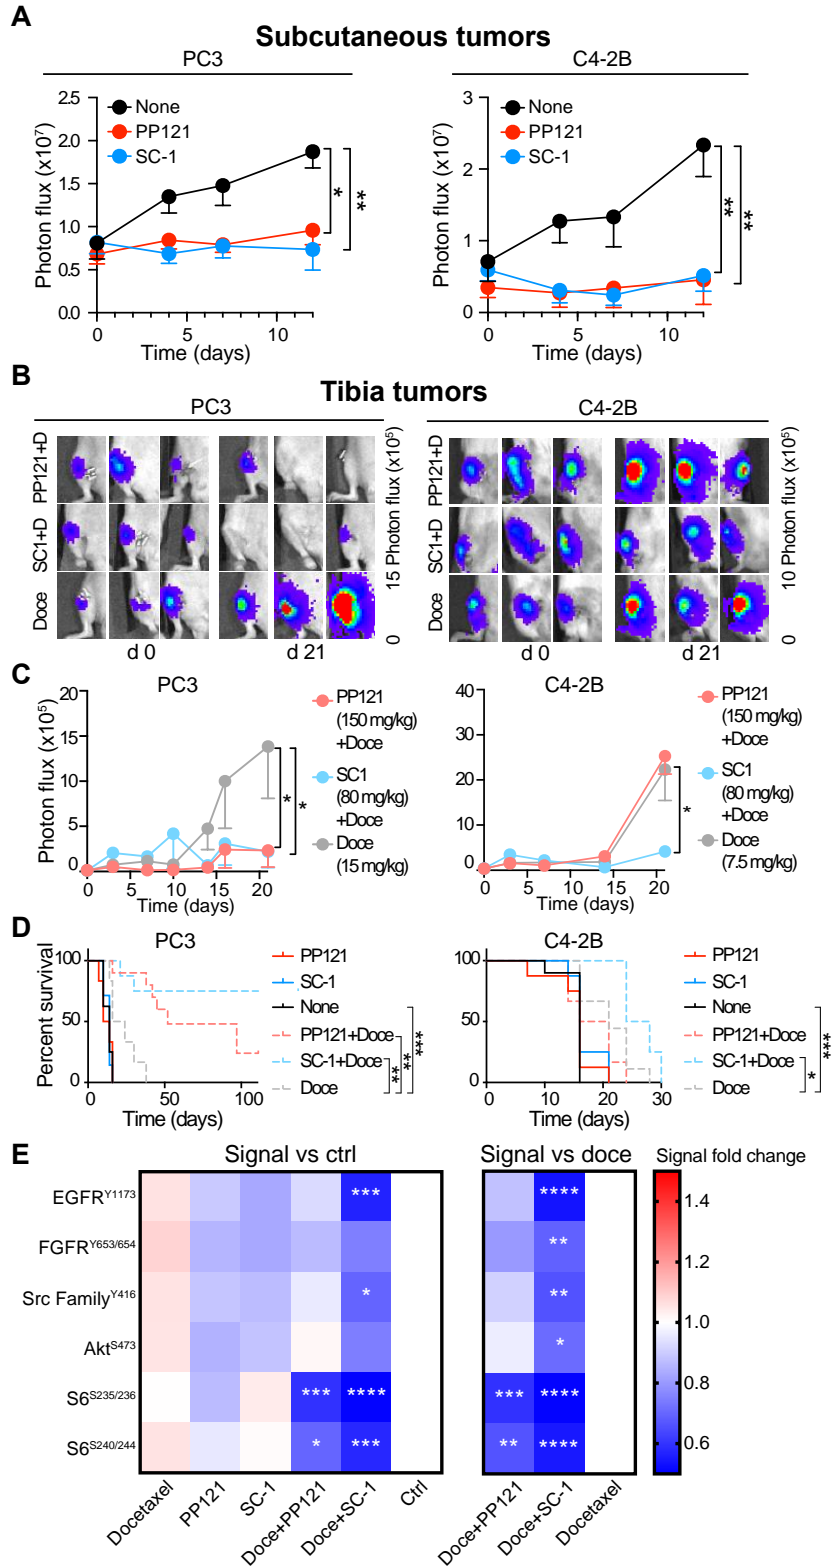 A
Subcutaneous tumors
PC3
C4-2B
Photon flux (x10⁷)
2.5
2.0
1.5
1.0
0.5
0.0
None
PP121
SC-1
*
**
0
5
10
Time (days)
Photon flux (x10⁷)
3
2
1
0
None
PP121
SC-1
**
**
0
5
10
Time (days)
B
Tibia tumors
PC3
C4-2B
PP121+D
SC1+D
Doce
d 0
d 21
0
15
Photon flux (x10⁵)
PP121+D
SC1+D
Doce
d 0
d 21
0
10
Photon flux (x10⁵)
C
PC3
Photon flux (x10⁵)
20
15
10
5
0
0
5
10
15
20
Time (days)
*
*
PP121
(150 mg/kg)
+Doce
SC1
(80 mg/kg)
+Doce
Doce
(15 mg/kg)
C4-2B
40
30
20
10
0
0
5
10
15
20
Time (days)
*
PP121
(150 mg/kg)
+Doce
SC1
(80 mg/kg)
+Doce
Doce
(7.5 mg/kg)
D
PC3
Percent survival
100
50
0
0
50
100
Time (days)
PP121
SC-1
None
PP121+Doce
SC-1+Doce
Doce
**
**
***
C4-2B
100
50
0
0
10
20
30
Time (days)
PP121
SC-1
None
PP121+Doce
SC-1+Doce
Doce
*
***
E
Signal vs ctrl
Signal vs doce
Signal fold change
EGFR^Y1173
*** ****
FGFR^Y653/654
**
Src Family^Y416
* **
Akt^S473
*
S6^S235/236
*** **** *** ****
S6^S240/244
* *** ** ****
1.4
1.2
1.0
0.8
0.6
Docetaxel
PP121
SC-1
Doce+PP121
Doce+SC-1
Ctrl
Doce+PP121
Doce+SC-1
Docetaxel